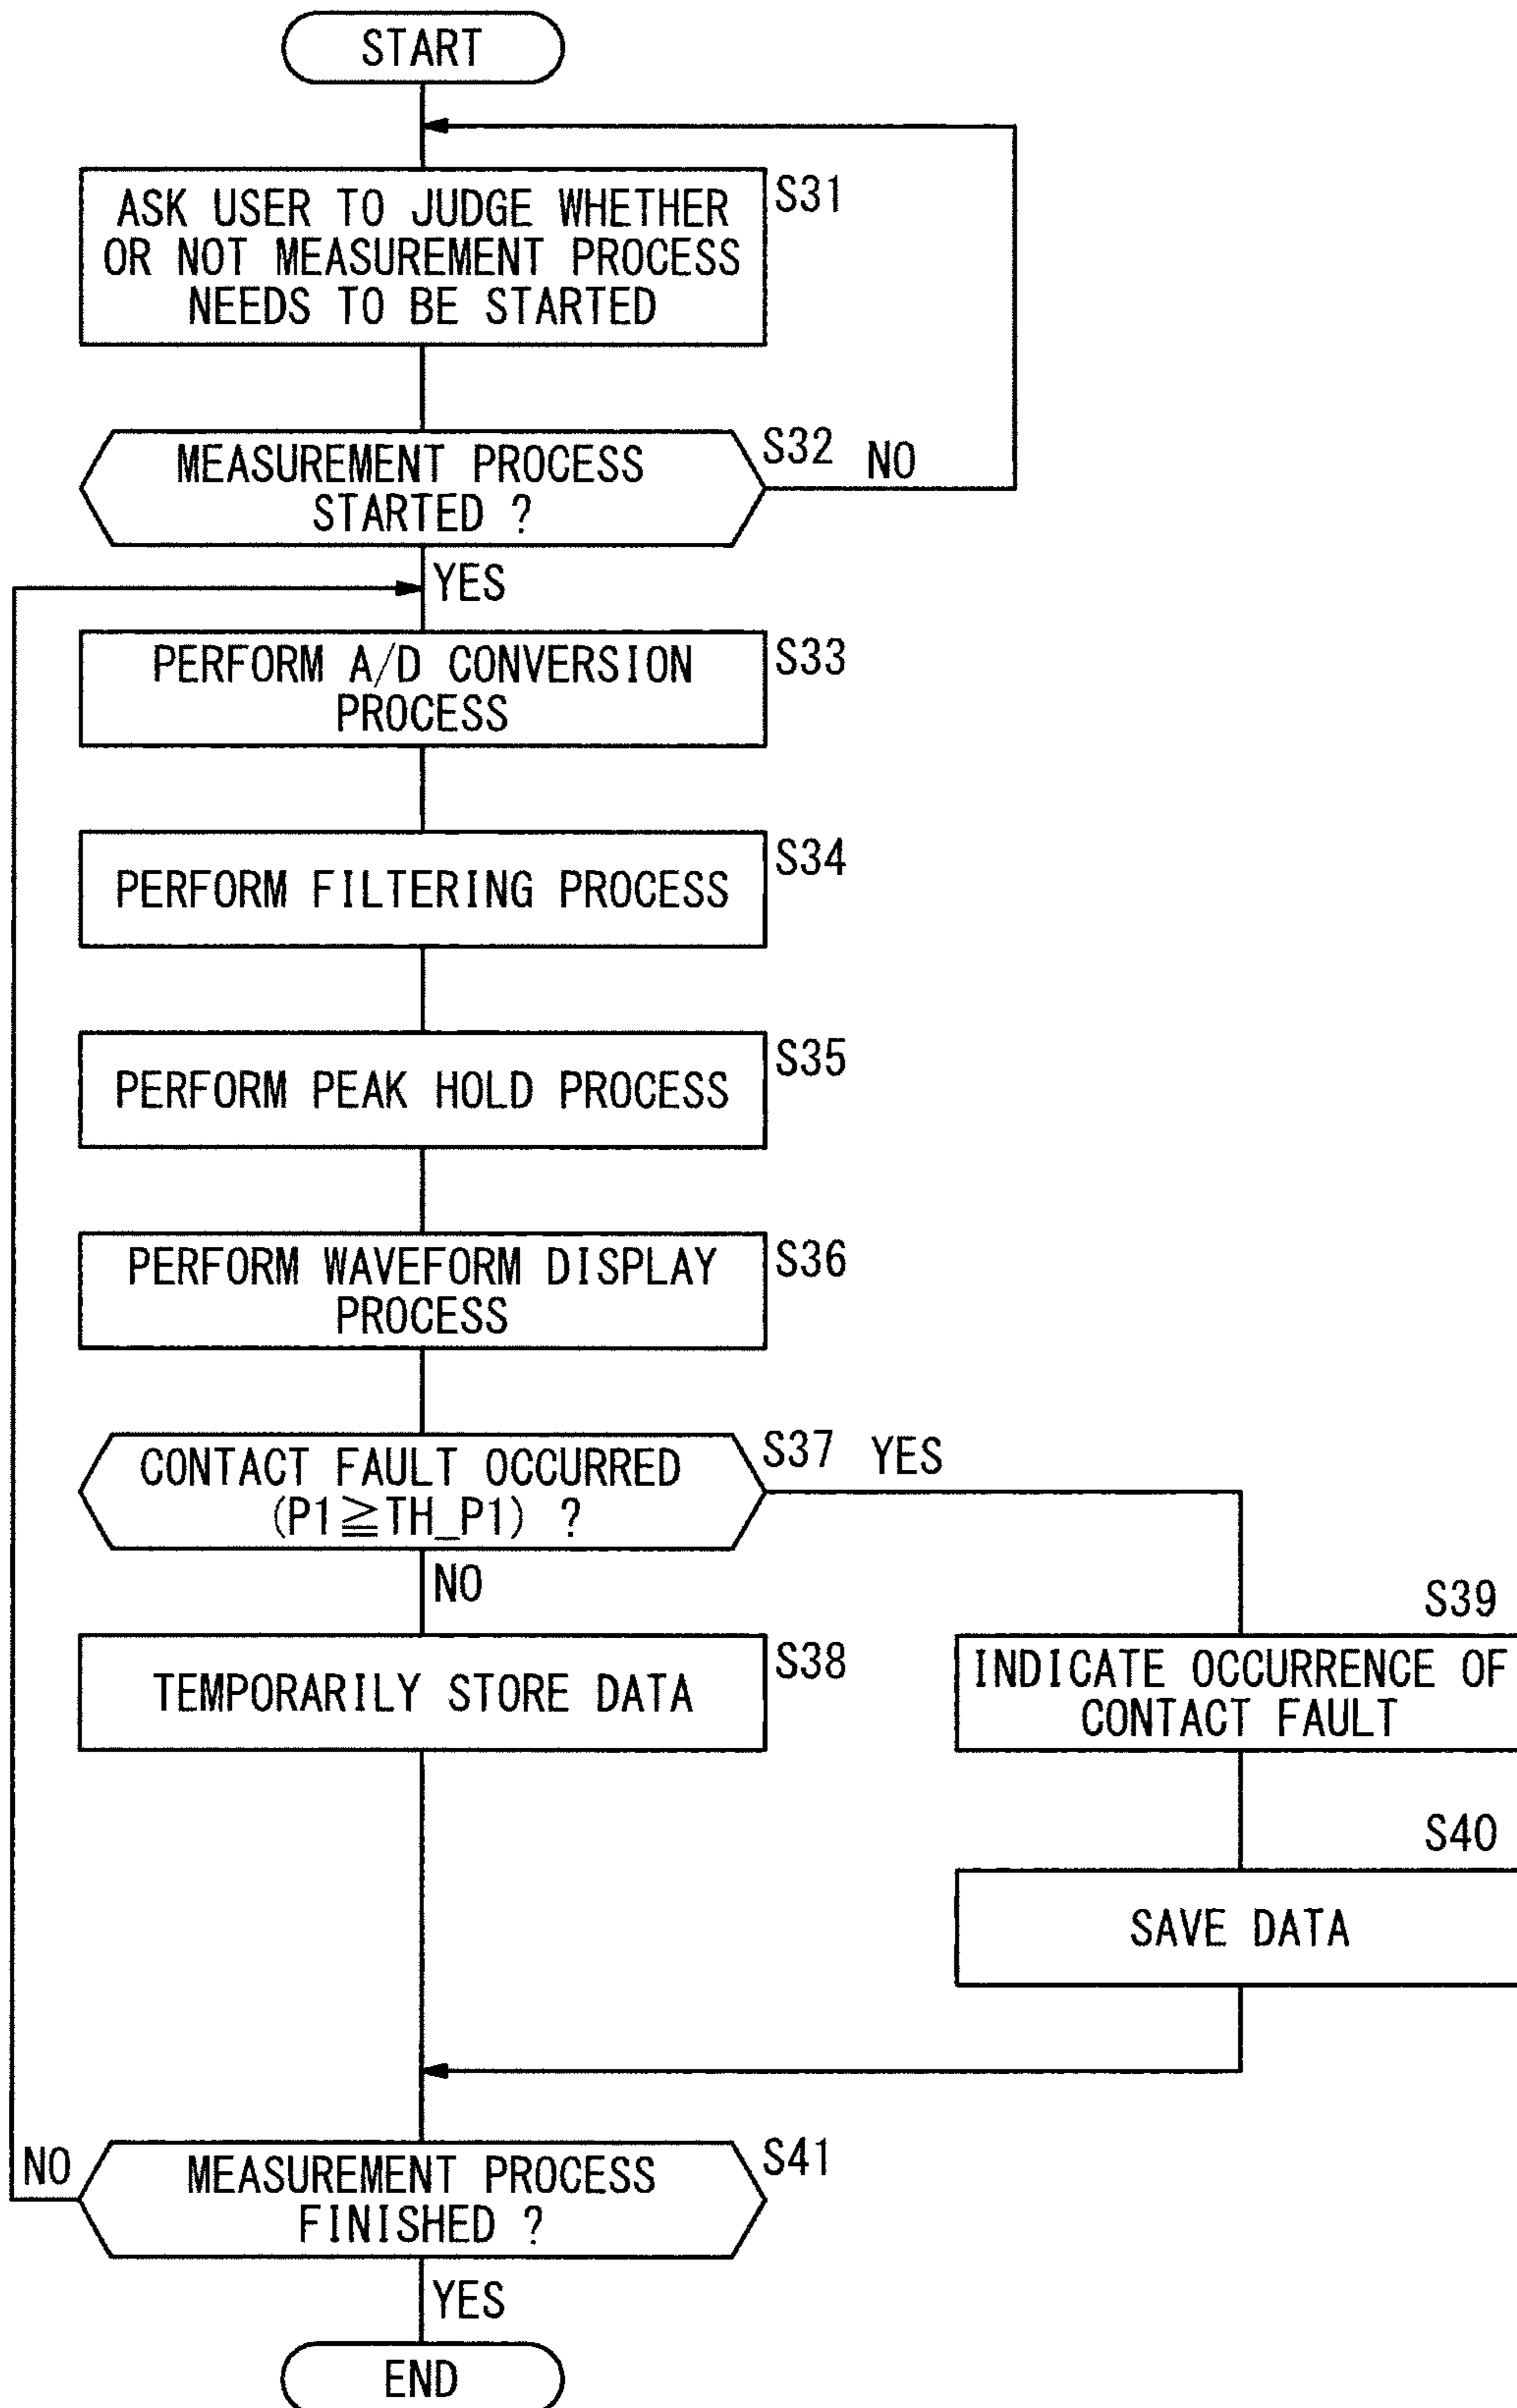 START
ASK USER TO JUDGE WHETHER
OR NOT MEASUREMENT PROCESS
NEEDS TO BE STARTED
S31
MEASUREMENT PROCESS
STARTED ?
S32
NO
YES
PERFORM A/D CONVERSION
PROCESS
S33
PERFORM FILTERING PROCESS
S34
PERFORM PEAK HOLD PROCESS
S35
PERFORM WAVEFORM DISPLAY
PROCESS
S36
CONTACT FAULT OCCURRED
(P1≧TH_P1) ?
S37
YES
NO
TEMPORARILY STORE DATA
S38
S39
INDICATE OCCURRENCE OF
CONTACT FAULT
S40
SAVE DATA
NO
MEASUREMENT PROCESS
FINISHED ?
S41
YES
END